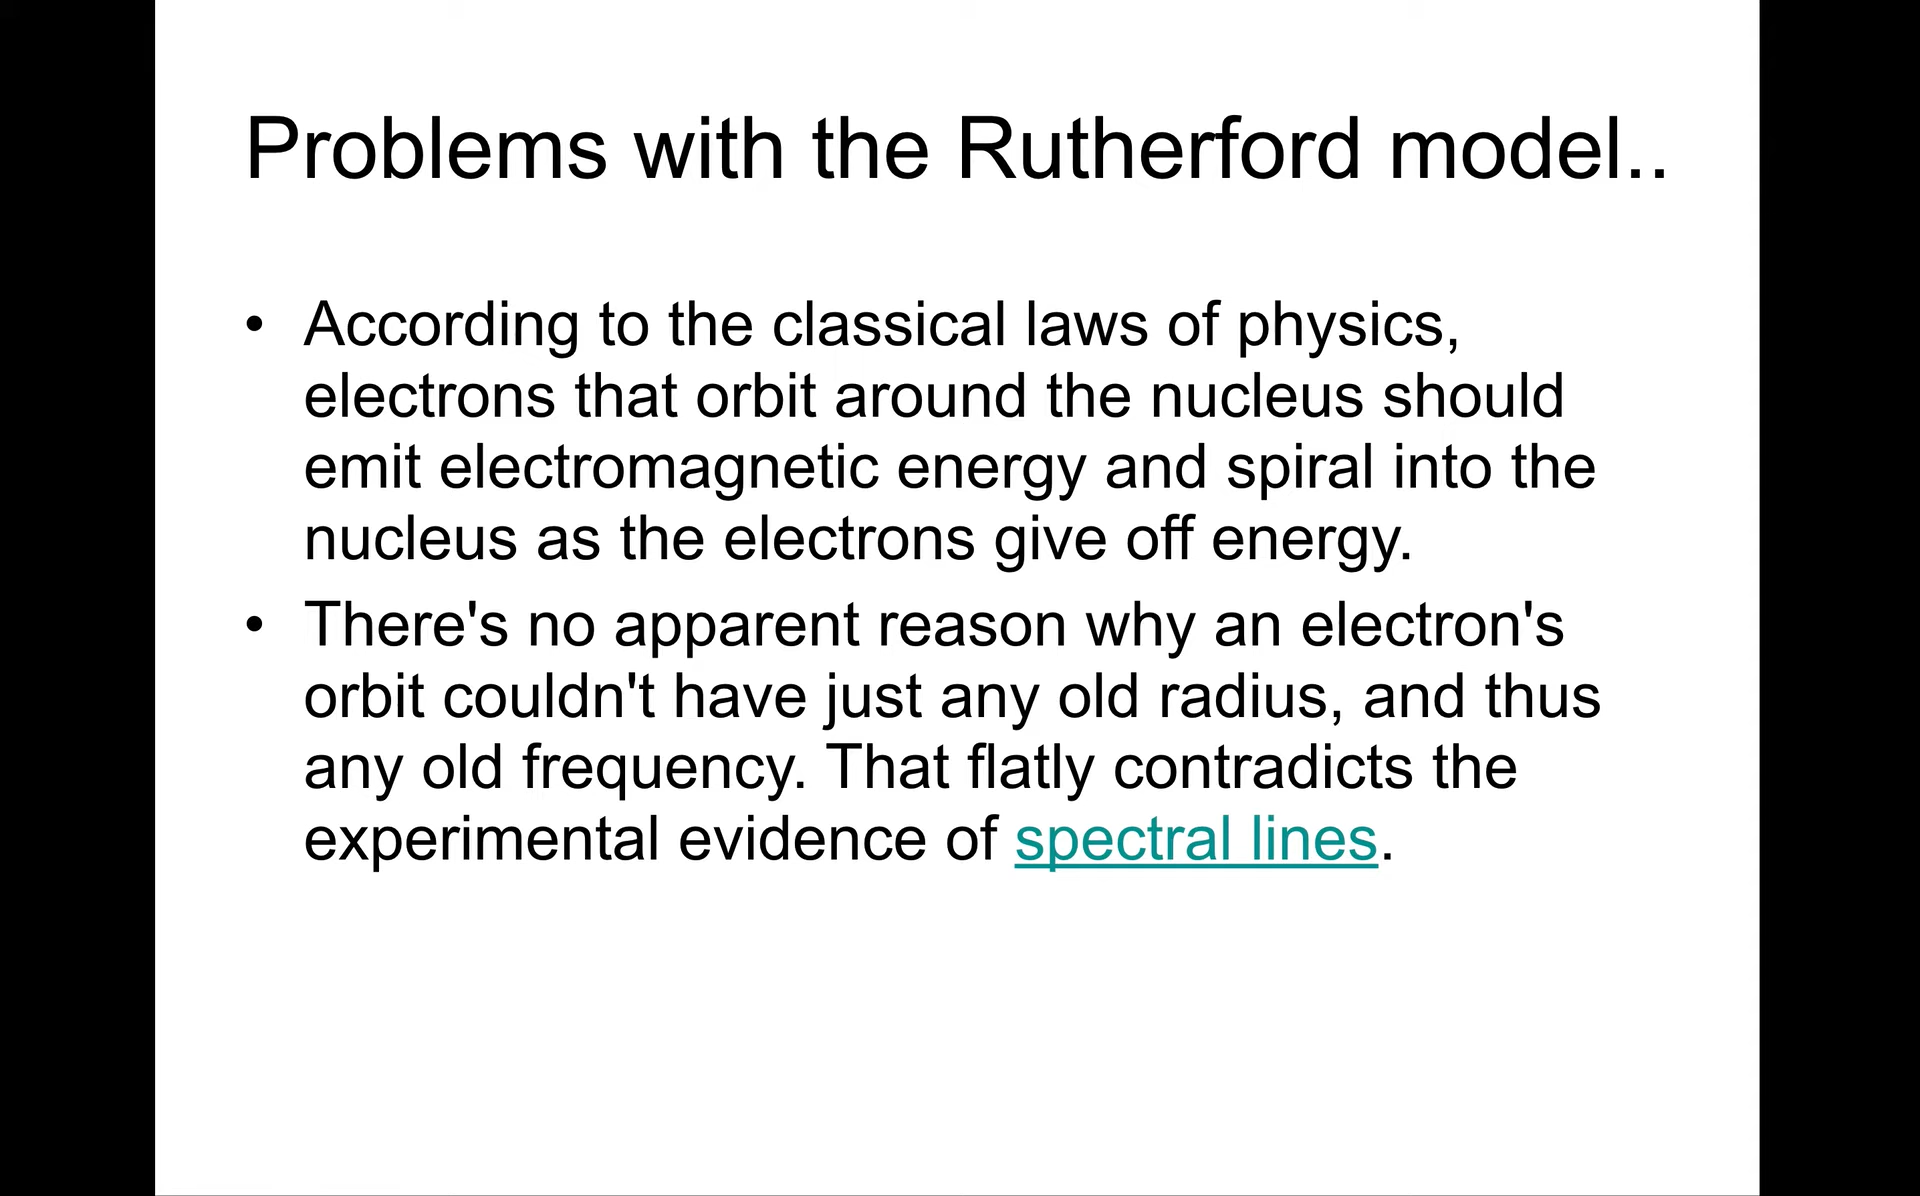 Problems with the Rutherford model..
• According to the classical laws of physics,
electrons that orbit around the nucleus should
emit electromagnetic energy and spiral into the
nucleus as the electrons give off energy.
• There's no apparent reason why an electron's
orbit couldn't have just any old radius, and thus
any old frequency. That flatly contradicts the
experimental evidence of spectral lines.